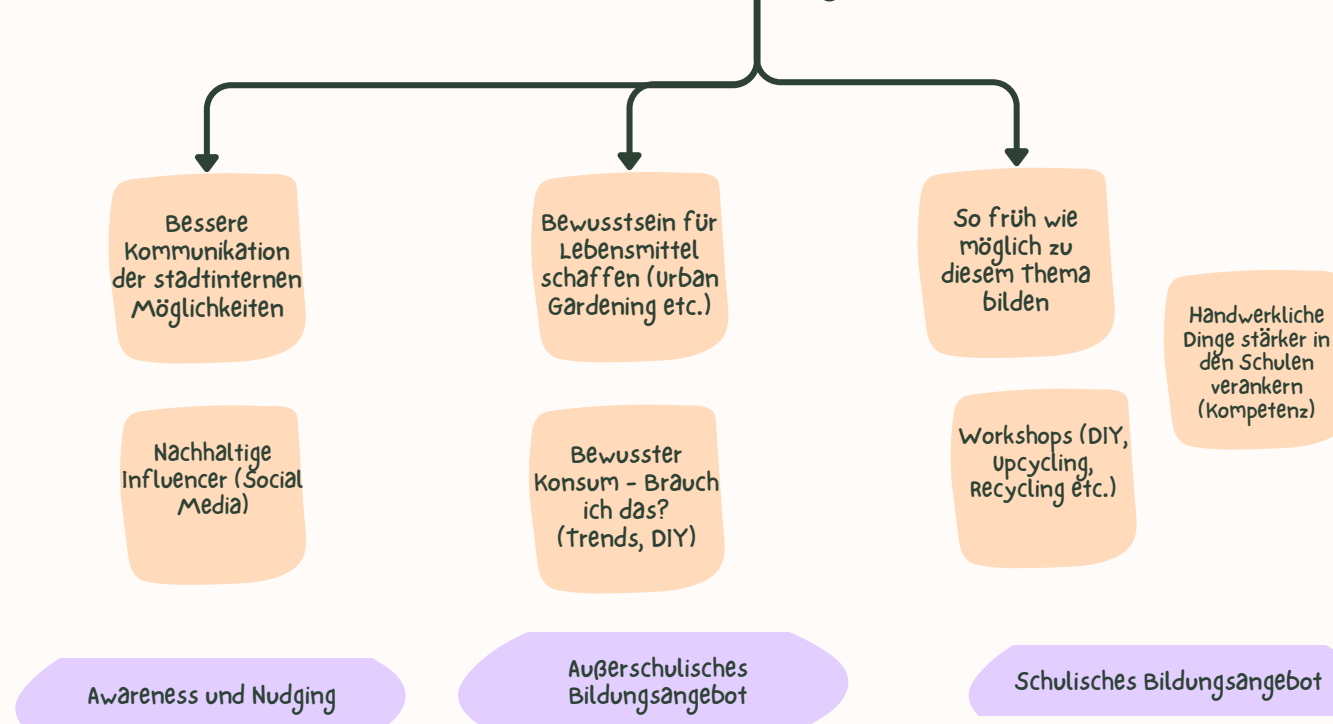 Bessere
Kommunikation
der stadtinternen
Möglichkeiten
Bewusstsein für
Lebensmittel
schaffen (Urban
Gardening etc.)
So früh wie
möglich zu
diesem Thema
bilden
Handwerkliche
Dinge stärker in
den Schulen
verankern
(Kompetenz)
Nachhaltige
Influencer (Social
Media)
Bewusster
Konsum - Brauch
ich das?
(Trends, DIY)
Workshops (DIY,
Upcycling,
Recycling etc.)
Awareness und Nudging
Außerschulisches
Bildungsangebot
Schulisches Bildungsangebot